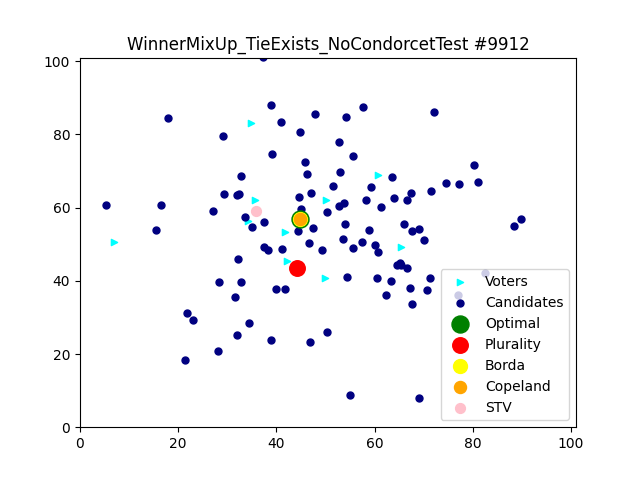 WinnerMixUp_TieExists_NoCondorcetTest #9912
100
80
60
40
20
0
0 20 40 60 80 100
Voters
Candidates
Optimal
Plurality
Borda
Copeland
STV